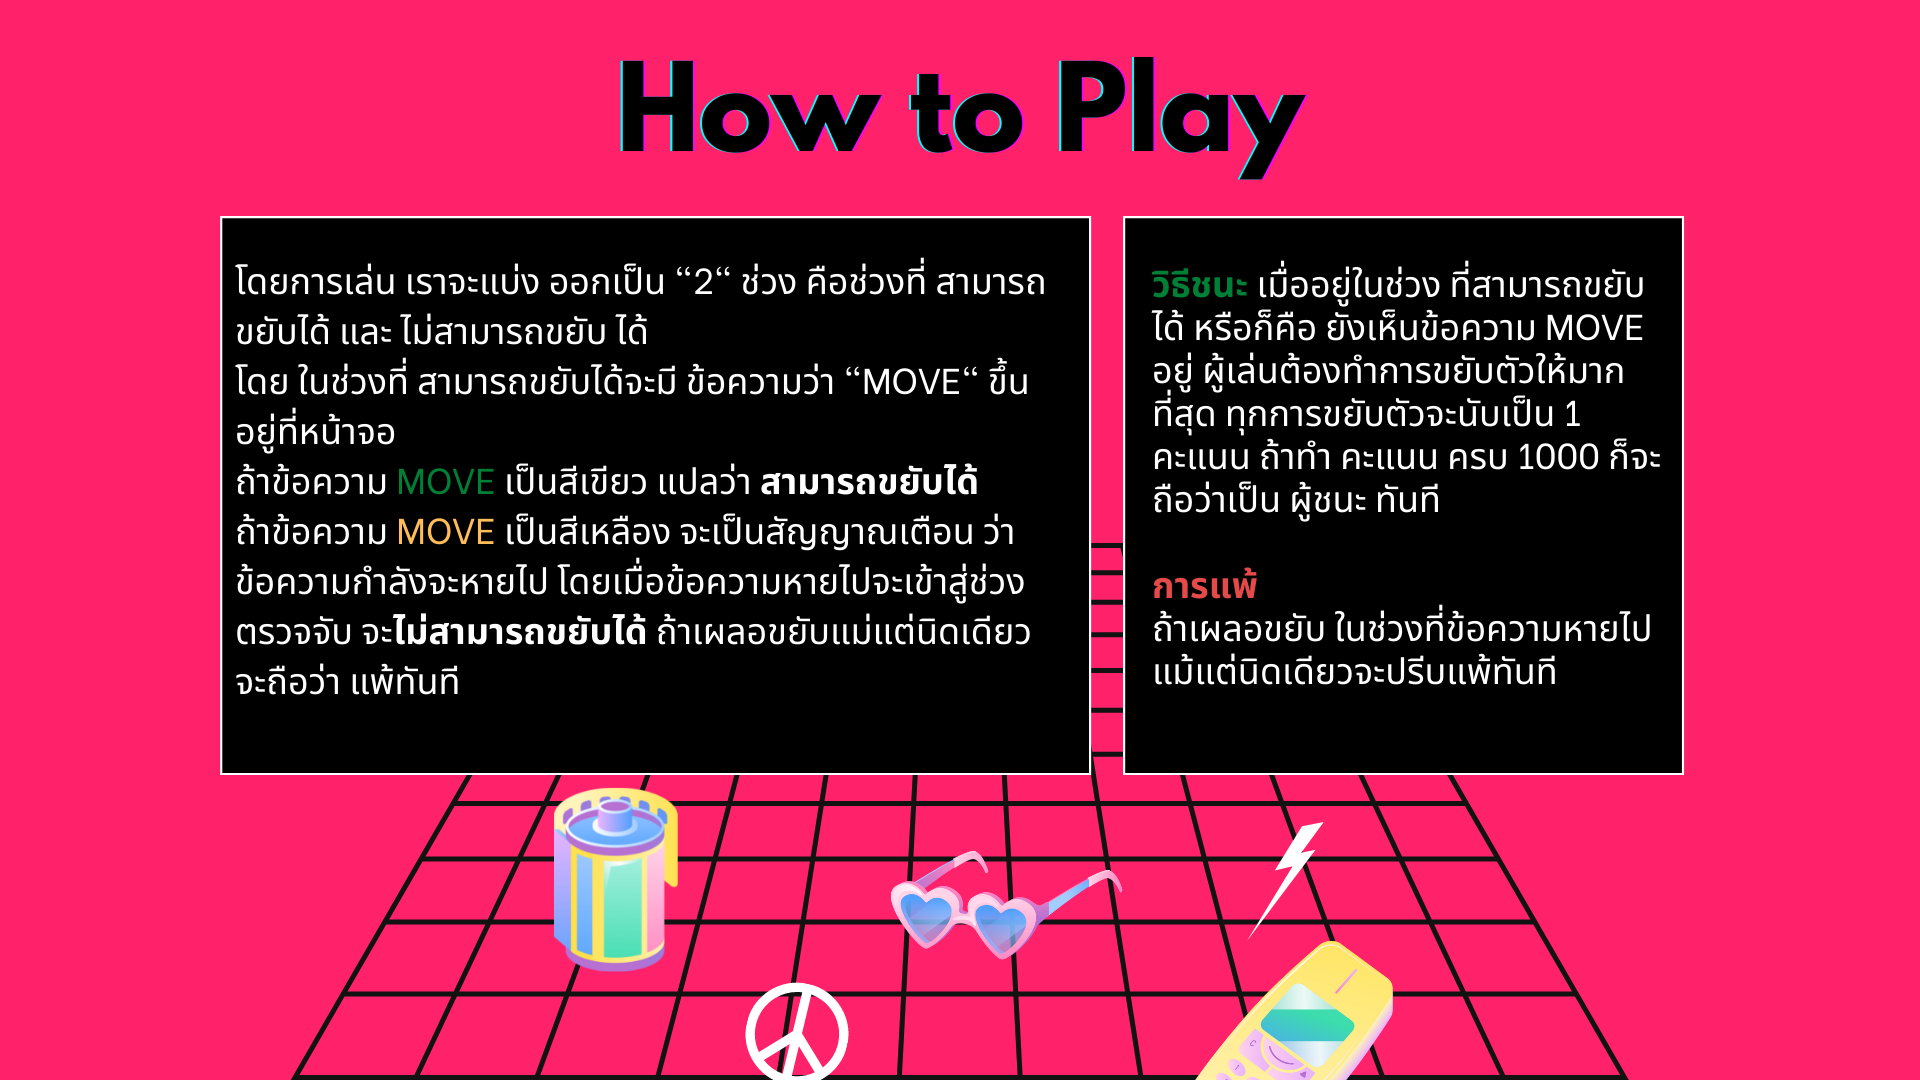 How to Play
โดยการเล่น เราจะแบ่ง ออกเป็น “2“ ช่วง คือช่วงที่ สามารถ
ขยับได้ และ ไม่สามารถขยับ ได้
โดย ในช่วงที่ สามารถขยับได้จะมี ข้อความว่า “MOVE“ ขึ้น
อยู่ที่หน้าจอ
ถ้าข้อความ MOVE เป็นสีเขียว แปลว่า สามารถขยับได้
ถ้าข้อความ MOVE เป็นสีเหลือง จะเป็นสัญญาณเตือน ว่า
ข้อความกำลังจะหายไป โดยเมื่อข้อความหายไปจะเข้าสู่ช่วง
ตรวจจับ จะไม่สามารถขยับได้ ถ้าเผลอขยับแม่แต่นิดเดียว
จะถือว่า แพ้ทันที
วิธีชนะ เมื่ออยู่ในช่วง ที่สามารถขยับ
ได้ หรือก็คือ ยังเห็นข้อความ MOVE
อยู่ ผู้เล่นต้องทำการขยับตัวให้มาก
ที่สุด ทุกการขยับตัวจะนับเป็น 1
คะแนน ถ้าทำ คะแนน ครบ 1000 ก็จะ
ถือว่าเป็น ผู้ชนะ ทันที
การแพ้
ถ้าเผลอขยับ ในช่วงที่ข้อความหายไป
แม้แต่นิดเดียวจะปรีบแพ้ทันที